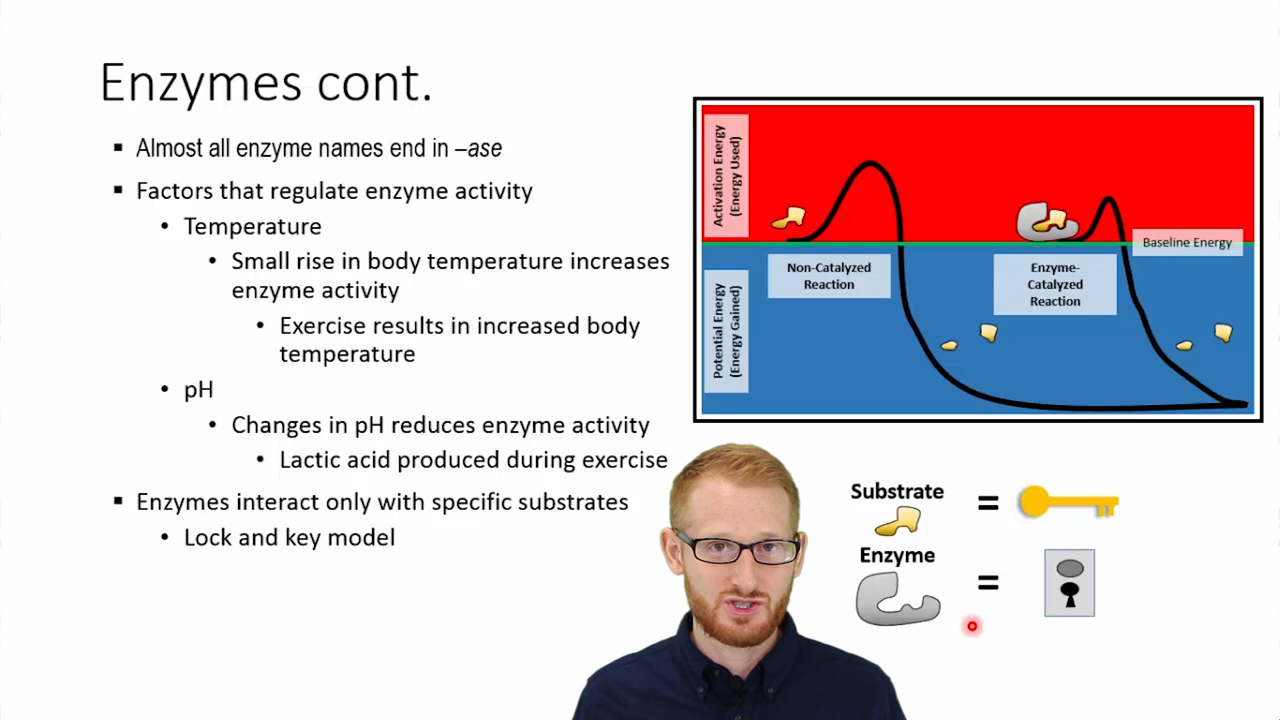 Enzymes cont.
▪ Almost all enzyme names end in –ase
▪ Factors that regulate enzyme activity
• Temperature
• Small rise in body temperature increases
enzyme activity
• Exercise results in increased body
temperature
• pH
• Changes in pH reduces enzyme activity
• Lactic acid produced during exercise
▪ Enzymes interact only with specific substrates
• Lock and key model
Activation Energy
(Energy Used)
Potential Energy
(Energy Gained)
Baseline Energy
Non-Catalyzed
Reaction
Enzyme-
Catalyzed
Reaction
Substrate
=
Enzyme
=